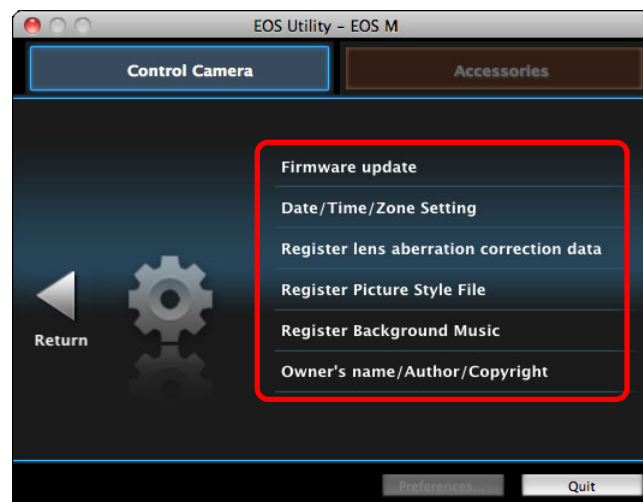 EOS Utility – EOS M
Control Camera
Accessories
Firmware update
Date/Time/Zone Setting
Register lens aberration correction data
Register Picture Style File
Register Background Music
Owner's name/Author/Copyright
Return
Preferences...
Quit